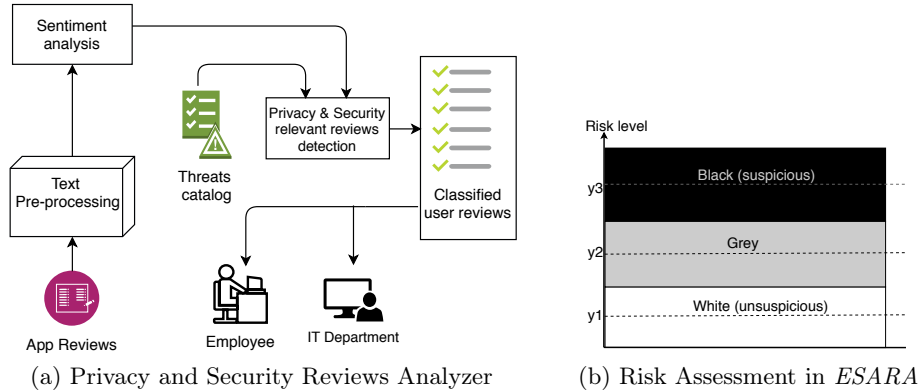 Sentiment
analysis
Privacy & Security
relevant reviews
detection
Threats
catalog
Text
Pre-processing
Classified
user reviews
App Reviews
Employee
IT Department
(a) Privacy and Security Reviews Analyzer
Risk level
y3
Black (suspicious)
y2
Grey
y1
White (unsuspicious)
(b) Risk Assessment in ESARA